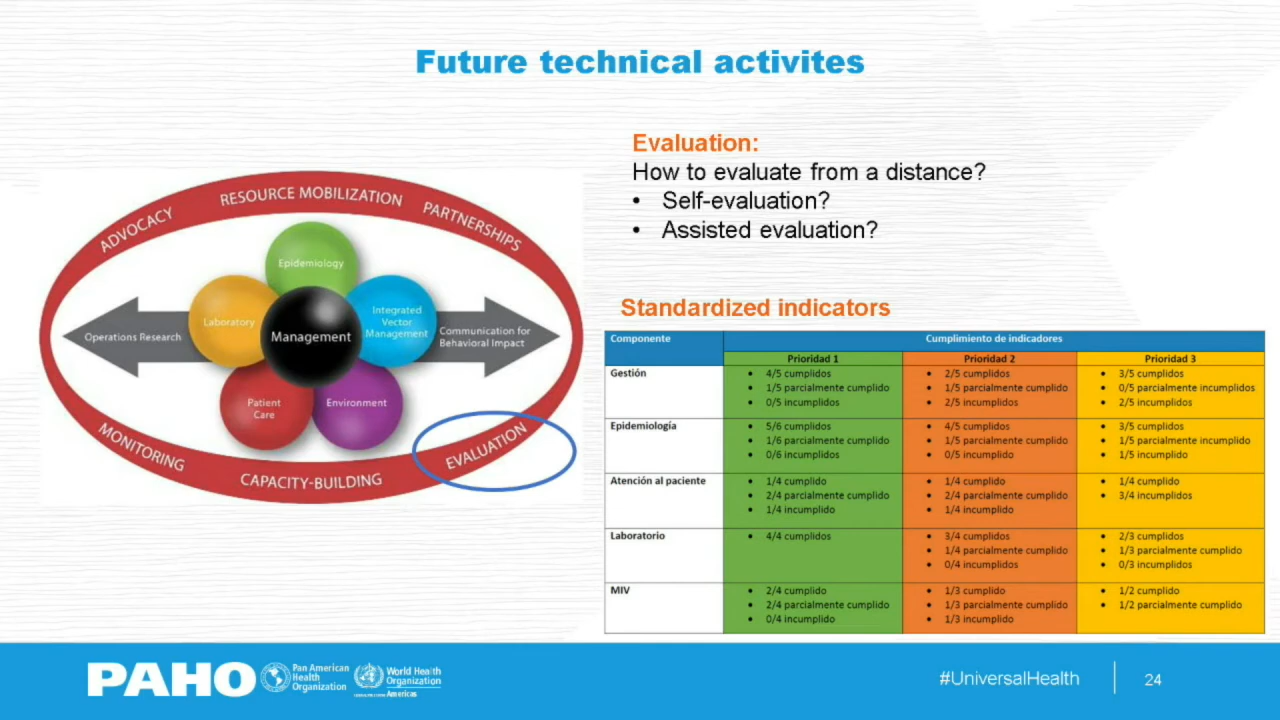 Future technical activites
Evaluation:
How to evaluate from a distance?
• Self-evaluation?
• Assisted evaluation?
ADVOCACY
RESOURCE MOBILIZATION
PARTNERSHIPS
Epidemiology
Laboratory
Integrated
Vector
Management
Management
Operations Research
Communication for
Behavioral Impact
Patient
Care
Environment
MONITORING
CAPACITY-BUILDING
EVALUATION
Standardized indicators
Componente
Cumplimiento de indicadores
Prioridad 1
Prioridad 2
Prioridad 3
Gestión
• 4/5 cumplidos
• 1/5 parcialmente cumplido
• 0/5 incumplidos
• 2/5 cumplidos
• 1/5 parcialmente cumplido
• 2/5 incumplidos
• 3/5 cumplidos
• 0/5 parcialmente incumplidos
• 2/5 incumplidos
Epidemiología
• 5/6 cumplidos
• 1/6 parcialmente cumplido
• 0/6 incumplidos
• 4/5 cumplidos
• 1/5 parcialmente cumplido
• 0/5 incumplido
• 3/5 cumplidos
• 1/5 parcialmente incumplido
• 1/5 incumplido
Atención al paciente
• 1/4 cumplido
• 2/4 parcialmente cumplido
• 1/4 incumplido
• 1/4 cumplido
• 2/4 parcialmente cumplido
• 1/4 incumplido
• 1/4 cumplido
• 3/4 incumplidos
Laboratorio
• 4/4 cumplidos
• 3/4 cumplidos
• 1/4 parcialmente cumplido
• 0/4 incumplidos
• 2/3 cumplidos
• 1/3 parcialmente cumplido
• 0/3 incumplidos
MIV
• 2/4 cumplido
• 2/4 parcialmente cumplido
• 0/4 incumplido
• 1/3 cumplido
• 1/3 parcialmente cumplido
• 1/3 incumplido
• 1/2 cumplido
• 1/2 parcialmente cumplido
PAHO
Pan American
Health
Organization
World Health
Organization
Americas
#UniversalHealth
24